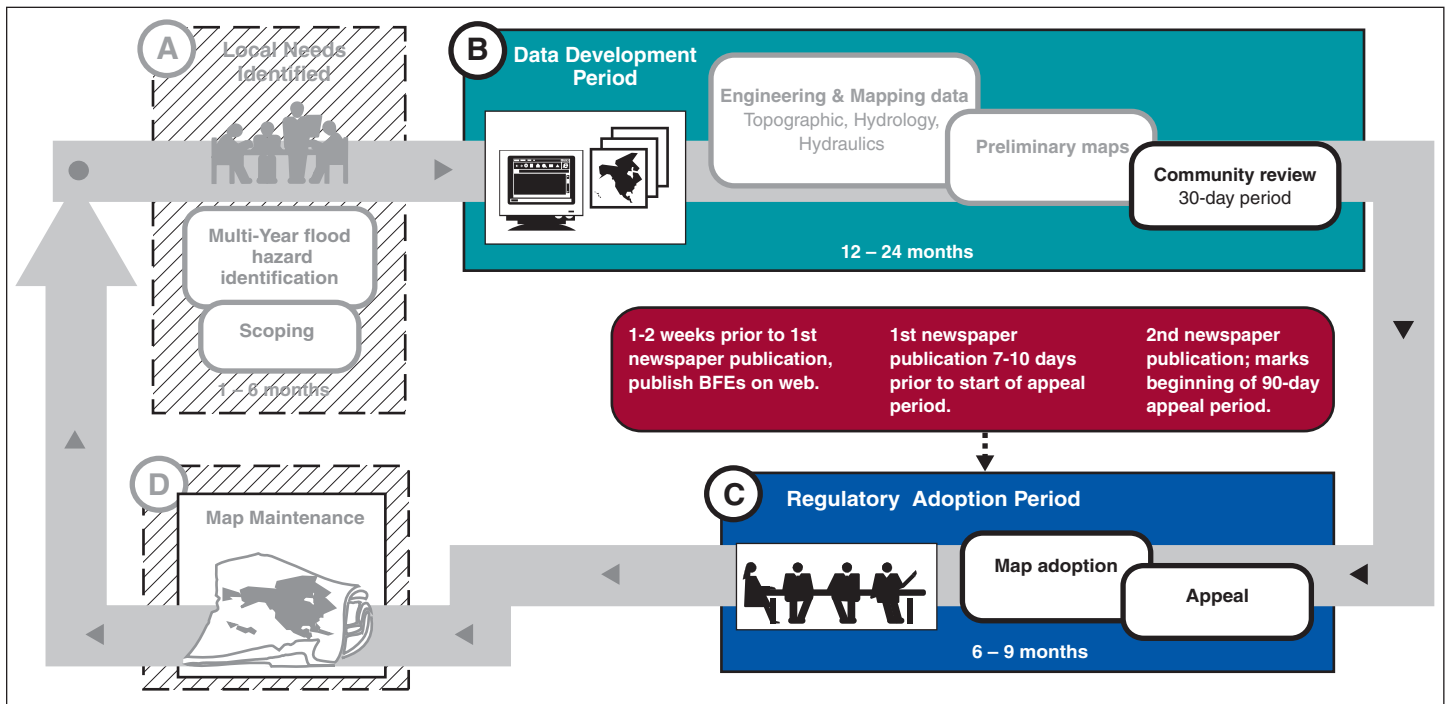 A
Local Needs
Identified
Multi-Year flood
hazard
identification
Scoping
1 – 6 months
B
Data Development
Period
Engineering & Mapping data
Topographic, Hydrology,
Hydraulics
Preliminary maps
Community review
30-day period
12 – 24 months
1-2 weeks prior to 1st
newspaper publication,
publish BFEs on web.
1st newspaper
publication 7-10 days
prior to start of appeal
period.
2nd newspaper
publication; marks
beginning of 90-day
appeal period.
C
Regulatory Adoption Period
Map adoption
Appeal
6 – 9 months
D
Map Maintenance